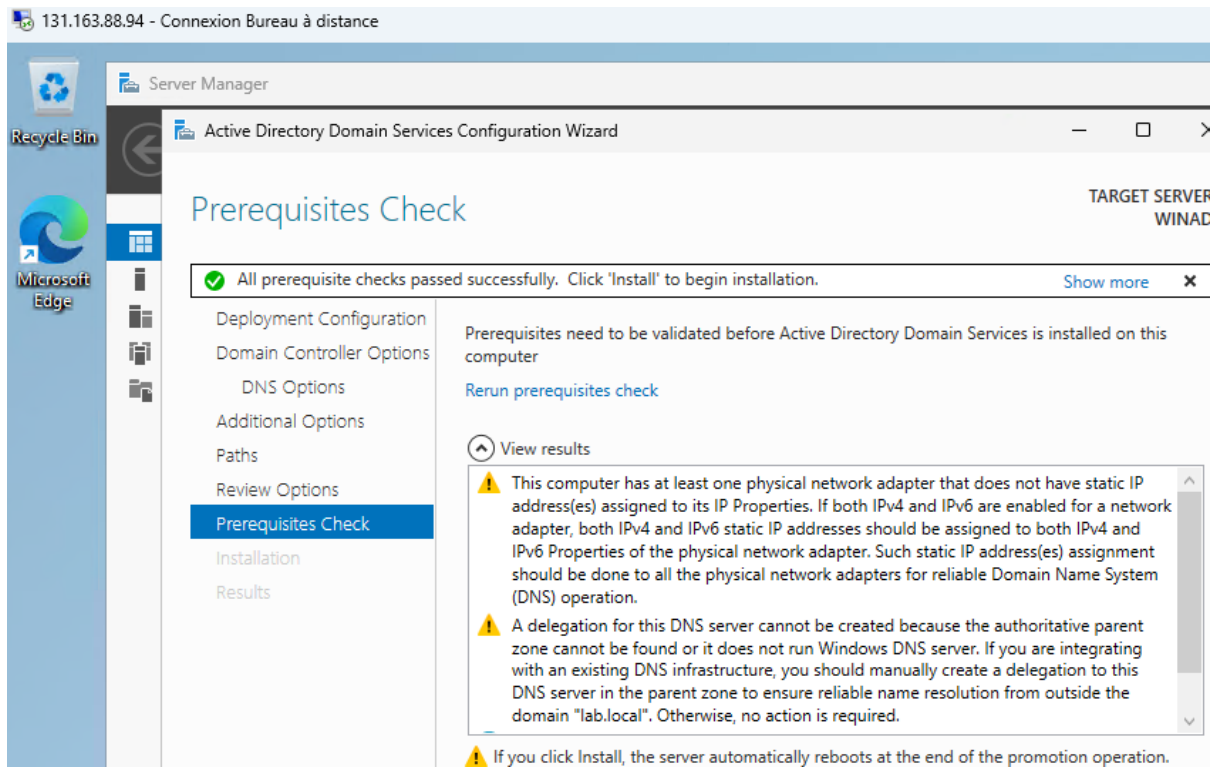 131.163.88.94 - Connexion Bureau à distance
Recycle Bin
Microsoft
Edge
Server Manager
Active Directory Domain Services Configuration Wizard
Prerequisites Check
TARGET SERVER
WINAD
All prerequisite checks passed successfully. Click 'Install' to begin installation.
Show more
Deployment Configuration
Domain Controller Options
DNS Options
Additional Options
Paths
Review Options
Prerequisites Check
Installation
Results
Prerequisites need to be validated before Active Directory Domain Services is installed on this
computer
Rerun prerequisites check
View results
This computer has at least one physical network adapter that does not have static IP
address(es) assigned to its IP Properties. If both IPv4 and IPv6 are enabled for a network
adapter, both IPv4 and IPv6 static IP addresses should be assigned to both IPv4 and
IPv6 Properties of the physical network adapter. Such static IP address(es) assignment
should be done to all the physical network adapters for reliable Domain Name System
(DNS) operation.
A delegation for this DNS server cannot be created because the authoritative parent
zone cannot be found or it does not run Windows DNS server. If you are integrating
with an existing DNS infrastructure, you should manually create a delegation to this
DNS server in the parent zone to ensure reliable name resolution from outside the
domain "lab.local". Otherwise, no action is required.
If you click Install, the server automatically reboots at the end of the promotion operation.